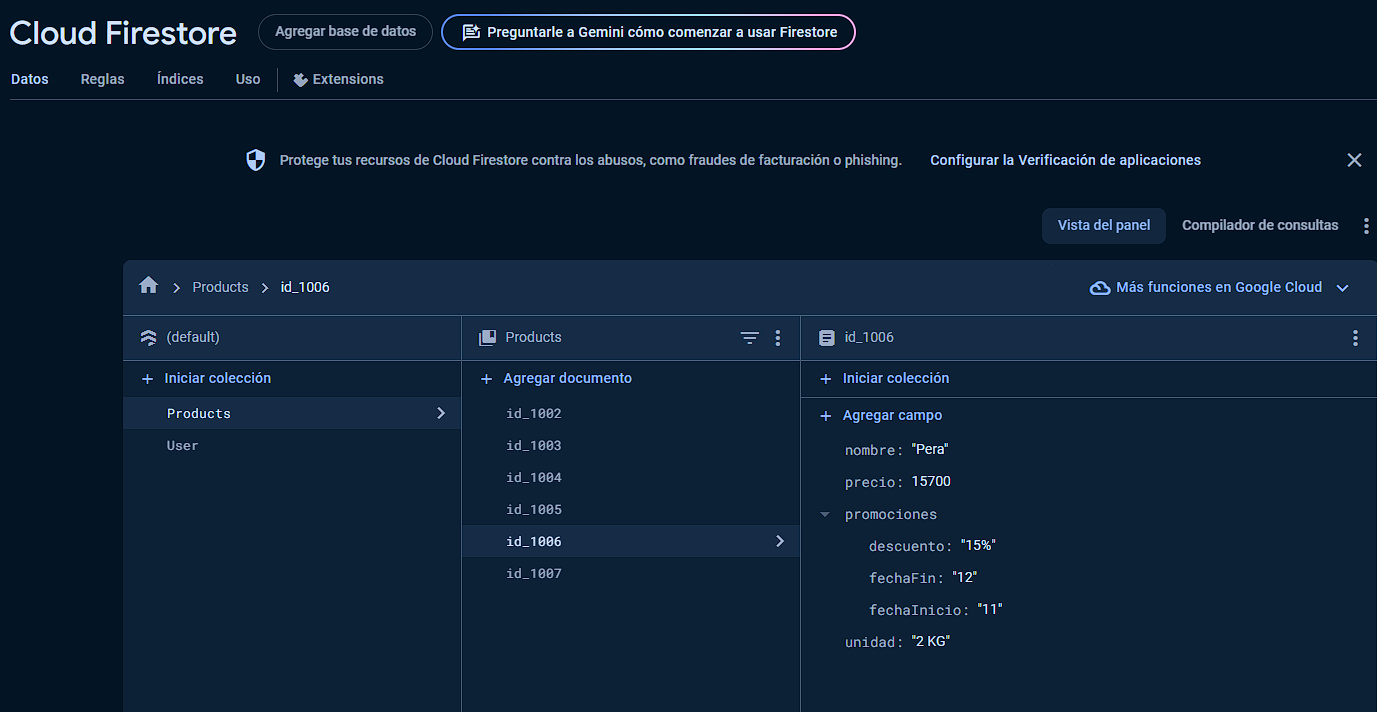 Cloud Firestore Agregar base de datos Preguntarle a Gemini cómo comenzar a usar Firestore
Datos Reglas Índices Uso Extensions
Protege tus recursos de Cloud Firestore contra los abusos, como fraudes de facturación o phishing. Configurar la Verificación de aplicaciones
Vista del panel Compilador de consultas
Products id_1006 Más funciones en Google Cloud
(default)
+ Iniciar colección
Products
User
Products
+ Agregar documento
id_1002
id_1003
id_1004
id_1005
id_1006
id_1007
id_1006
+ Iniciar colección
+ Agregar campo
nombre: "Pera"
precio: 15700
promociones
descuento: "15%"
fechaFin: "12"
fechaInicio: "11"
unidad: "2 KG"